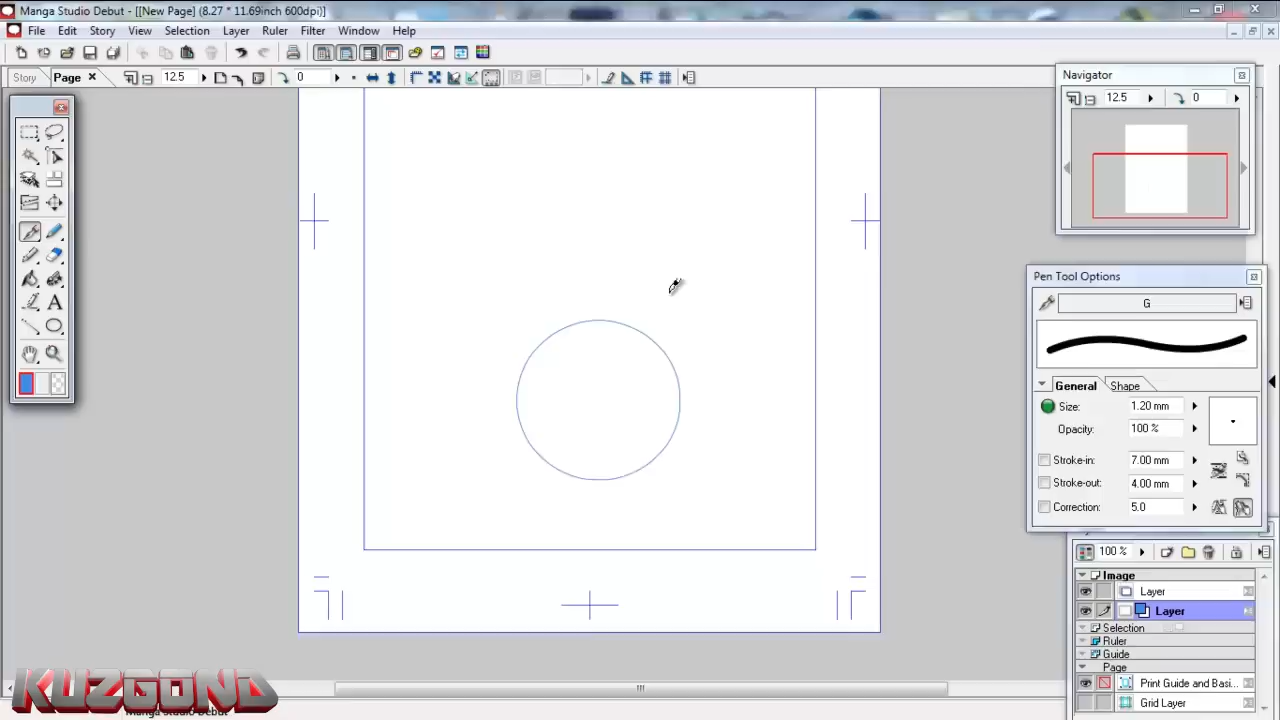 Manga Studio Debut - [[New Page] (8.27 * 11.69inch 600dpi)]
File Edit Story View Selection Layer Ruler Filter Window Help
Story Page 12.5 0
Navigator
12.5 0
Pen Tool Options
G
General Shape
Size: 1.20 mm
Opacity: 100 %
Stroke-in: 7.00 mm
Stroke-out: 4.00 mm
Correction: 5.0
100 %
Image
Layer
Layer
Selection
Ruler
Guide
Page
Print Guide and Basi...
Grid Layer
KUZGOND
Manga Studio Debut